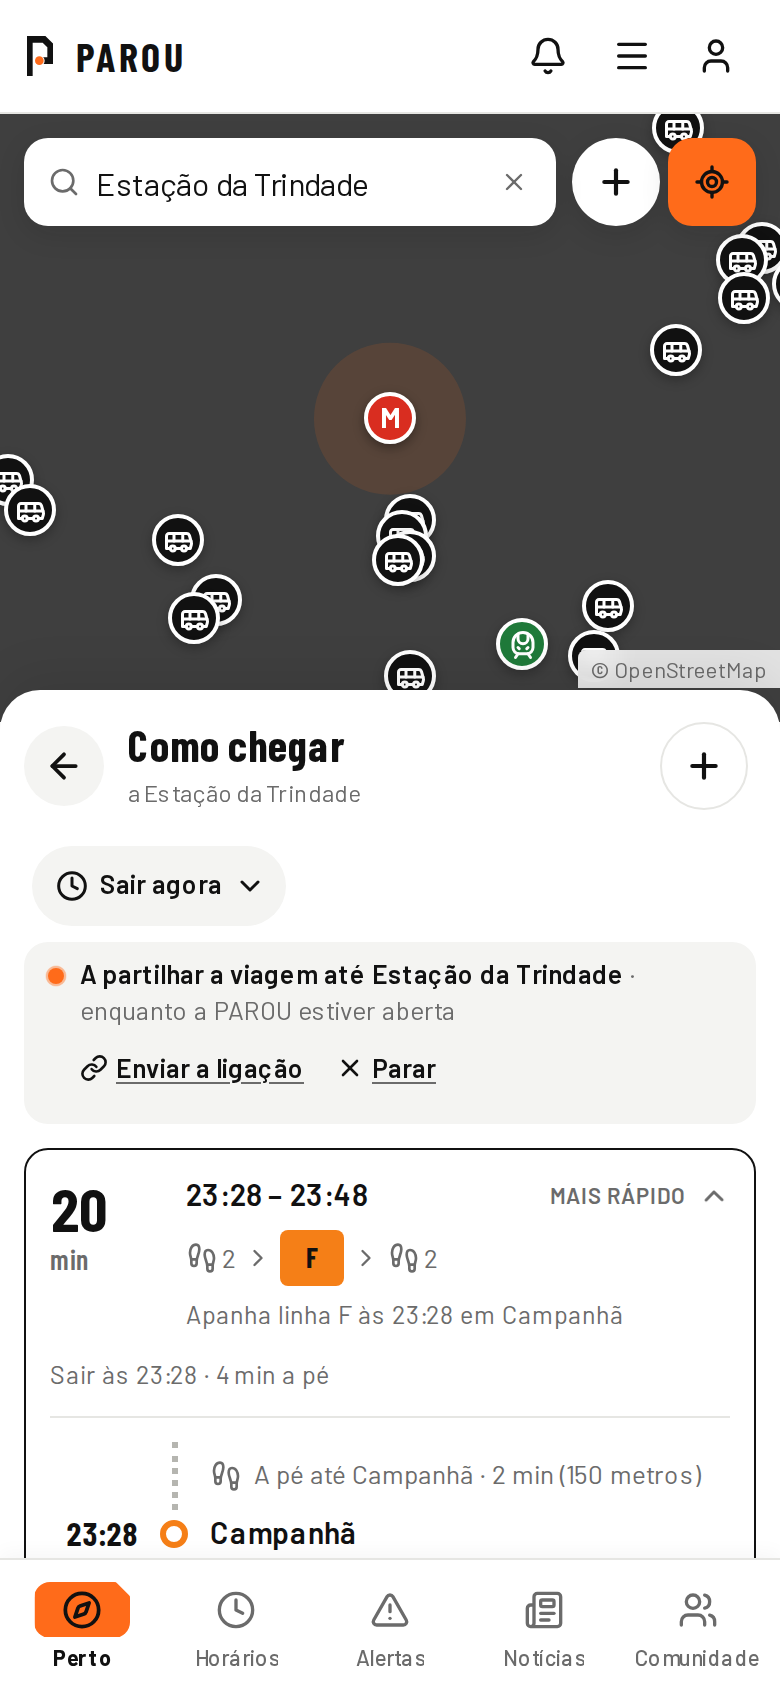 PAROU
Estação da Trindade
M
© OpenStreetMap
Como chegar
a Estação da Trindade
Sair agora
A partilhar a viagem até Estação da Trindade ·
enquanto a PAROU estiver aberta
Enviar a ligação
Parar
20
min
23:28 – 23:48
MAIS RÁPIDO
2
F
2
Apanha linha F às 23:28 em Campanhã
Sair às 23:28 · 4 min a pé
A pé até Campanhã · 2 min (150 metros)
23:28
Campanhã
Perto
Horários
Alertas
Notícias
Comunidade